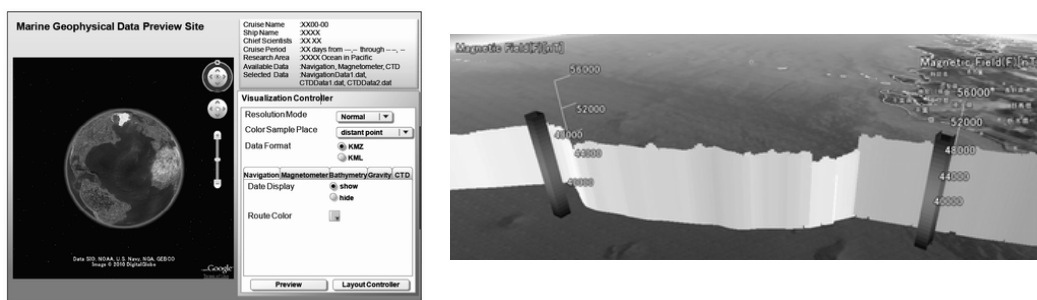 Marine Geophysical Data Preview Site
Cruise Name :XX00-00
Ship Name :XXXX
Chief Scientists :XX XX
Cruise Period :XX days from ---,-- through ---, --
Research Area :XXXX Ocean in Pacific
Available Data :Navigation, Magnetometer, CTD
Selected Data :NavigationData1.dat,
CTDData1.dat, CTDData2.dat
Visualization Controller
Resolution Mode Normal
Color Sample Place distant point
Data Format KMZ
KML
Navigation Magnetometer Bathymetry Gravity CTD
Date Display show
hide
Route Color
Data SIO, NOAA, U.S. Navy, NGA, GEBCO
Image © 2010 DigitalGlobe
Google
Preview Layout Controller
Magnetic Field(F)[nT]
56000
52000
48000
44000
40000
Magnetic Field(F)[nT]
56000
52000
48000
44000
40000